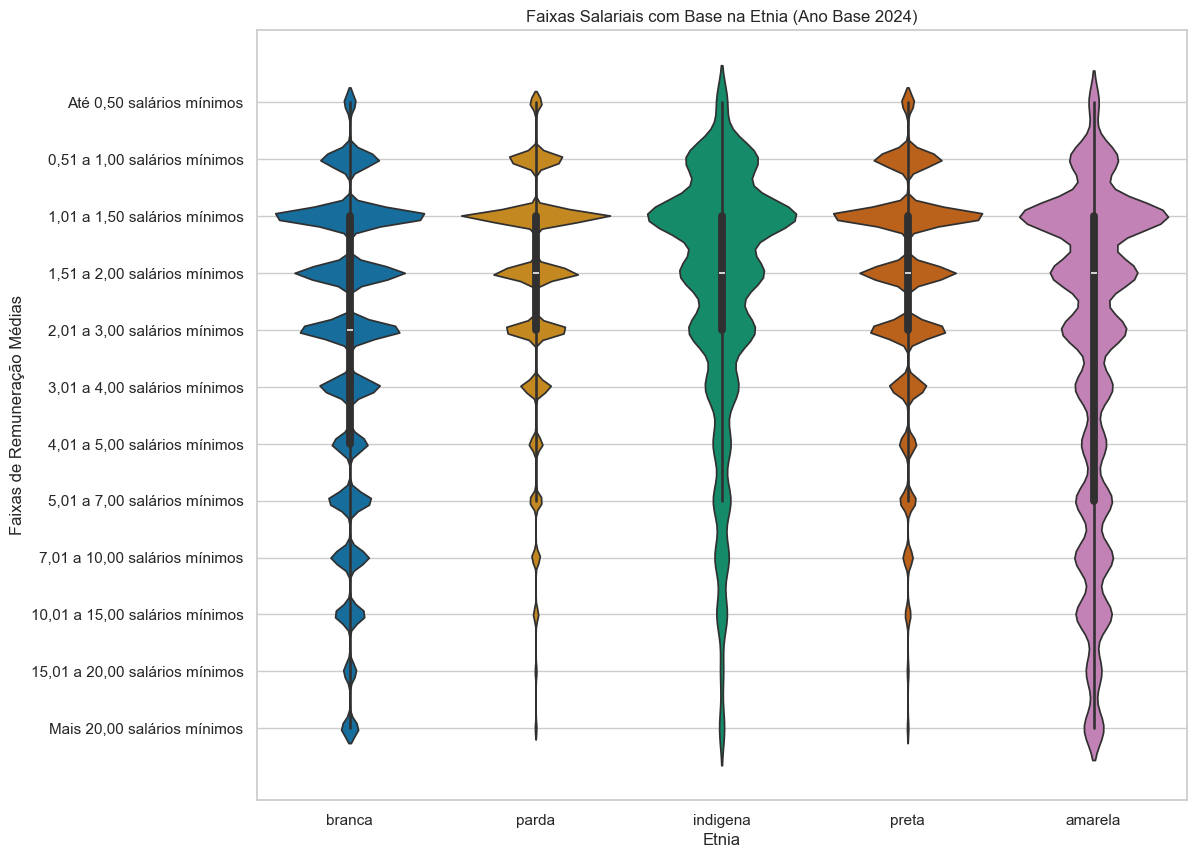 Faixas Salariais com Base na Etnia (Ano Base 2024)
Faixas de Remuneração Médias
Até 0,50 salários mínimos
0,51 a 1,00 salários mínimos
1,01 a 1,50 salários mínimos
1,51 a 2,00 salários mínimos
2,01 a 3,00 salários mínimos
3,01 a 4,00 salários mínimos
4,01 a 5,00 salários mínimos
5,01 a 7,00 salários mínimos
7,01 a 10,00 salários mínimos
10,01 a 15,00 salários mínimos
15,01 a 20,00 salários mínimos
Mais 20,00 salários mínimos
branca parda indigena preta amarela
Etnia